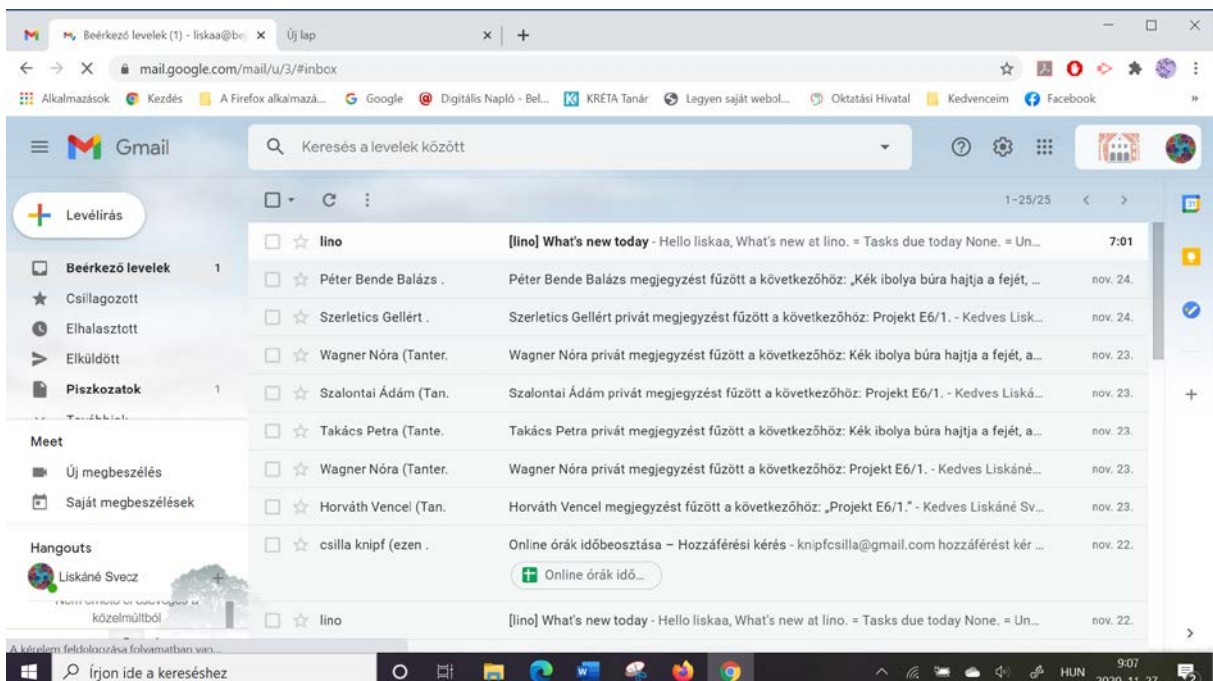 Beérkező levelek (1) - liskaa@bej
Új lap
mail.google.com/mail/u/3/#inbox
Alkalmazások Kezdés A Firefox alkalmazá... Google Digitális Napló - Bel... KRÉTA Tanár Legyen saját webol... Oktatási Hivatal Kedvenceim Facebook »
Gmail
Keresés a levelek között
Levélírás
1–25/25
Beérkező levelek 1
Csillagozott
Elhalasztott
Elküldött
Piszkozatok 1
Továbbiak
Meet
Új megbeszélés
Saját megbeszélések
Hangouts
Liskáné Svecz
közelmúltból
lino [lino] What's new today - Hello liskaa, What's new at lino. = Tasks due today None. = Un... 7:01
Péter Bende Balázs . Péter Bende Balázs megjegyzést fűzött a következőhöz: „Kék ibolya búra hajtja a fejét, ... nov. 24.
Szerletics Gellért . Szerletics Gellért privát megjegyzést fűzött a következőhöz: Projekt E6/1. - Kedves Lisk... nov. 24.
Wagner Nóra (Tanter. Wagner Nóra privát megjegyzést fűzött a következőhöz: Kék ibolya búra hajtja a fejét, a... nov. 23.
Szalontai Ádám (Tan. Szalontai Ádám privát megjegyzést fűzött a következőhöz: Projekt E6/1. - Kedves Liská... nov. 23.
Takács Petra (Tante. Takács Petra privát megjegyzést fűzött a következőhöz: Kék ibolya búra hajtja a fejét, a... nov. 23.
Wagner Nóra (Tanter. Wagner Nóra privát megjegyzést fűzött a következőhöz: Projekt E6/1. - Kedves Liskáné... nov. 23.
Horváth Vencel (Tan. Horváth Vencel megjegyzést fűzött a következőhöz: „Projekt E6/1.” - Kedves Liskáné Sv... nov. 23.
csilla knipf (ezen . Online órák időbeosztása – Hozzáférési kérés - knipfcsilla@gmail.com hozzáférést kér ... nov. 22.
Online órák idő...
lino [lino] What's new today - Hello liskaa, What's new at lino. = Tasks due today None. = Un... nov. 22.
A kérelem feldolgozása folyamatban van...
Írjon ide a kereséshez
HUN
9:07
2020. 11. 27.